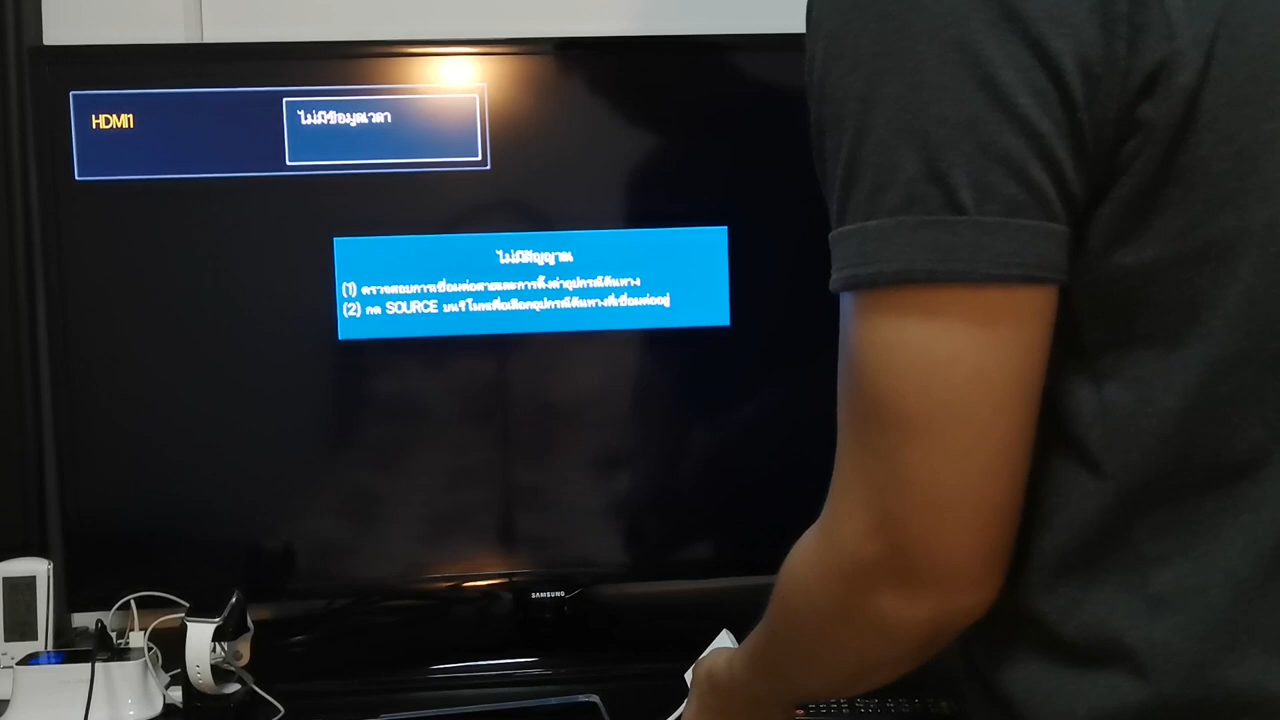 HDMI1
ไม่มีข้อมูลเวลา
ไม่มีสัญญาณ
(1) ตรวจสอบการเชื่อมต่อสายและการตั้งค่าอุปกรณ์ต้นทาง
(2) กด SOURCE บนรีโมทเพื่อเลือกอุปกรณ์ต้นทางที่เชื่อมต่ออยู่
SAMSUNG